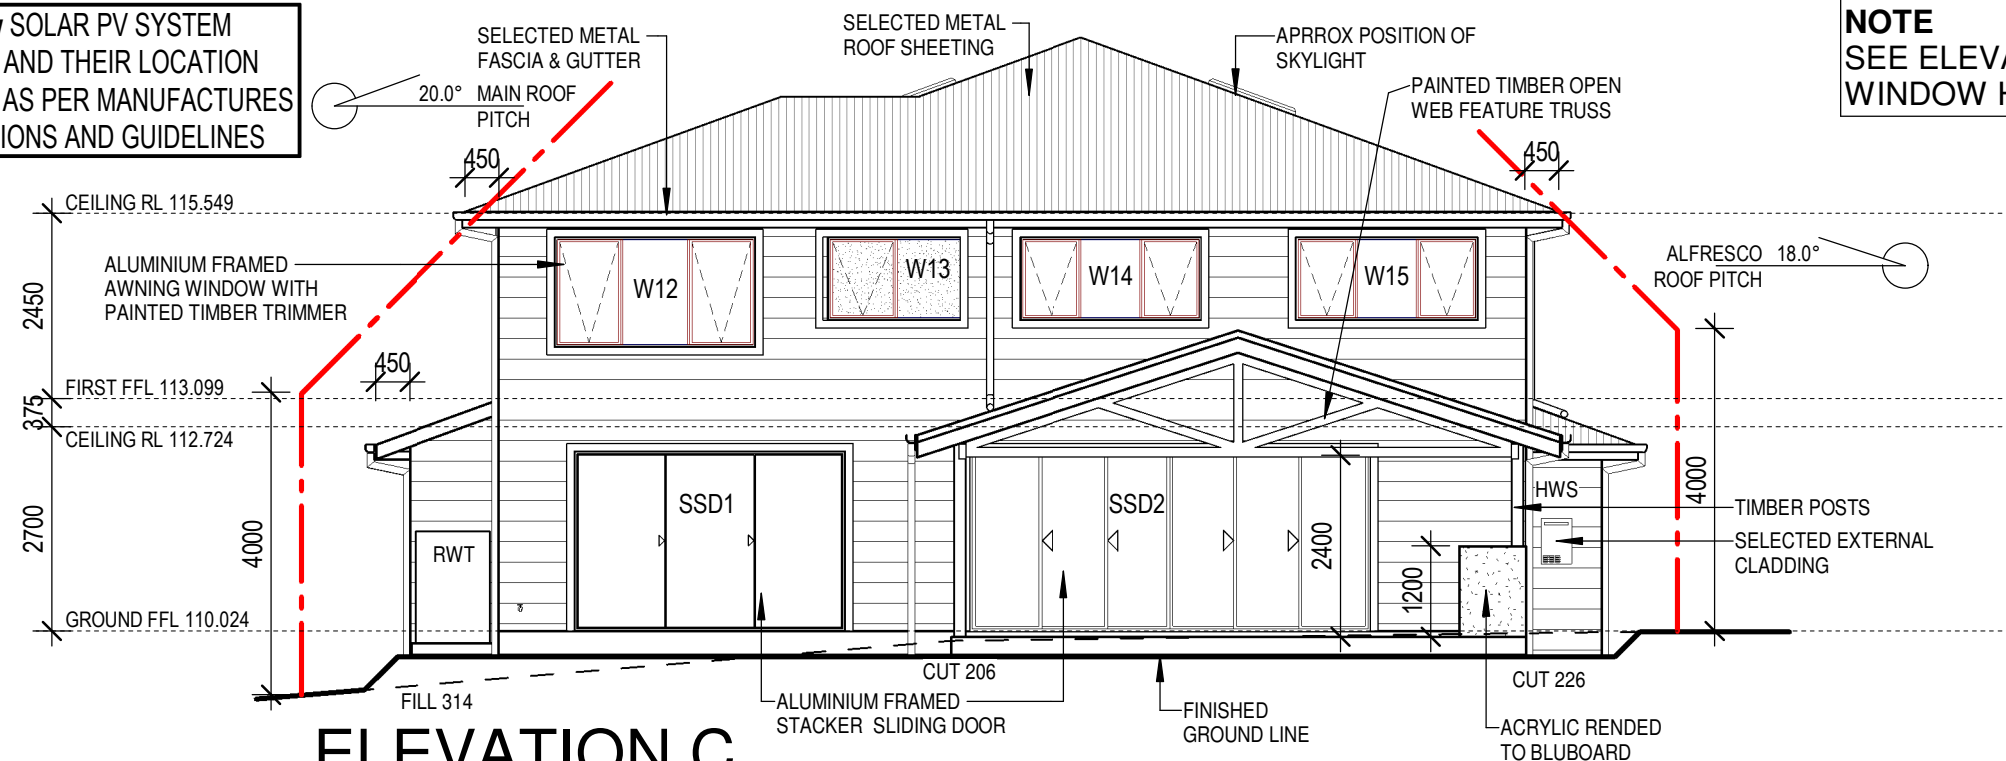 SOLAR PV SYSTEM
AND THEIR LOCATION
AS PER MANUFACTURES
IONS AND GUIDELINES
20.0° MAIN ROOF
PITCH
SELECTED METAL
FASCIA & GUTTER
SELECTED METAL
ROOF SHEETING
APRROX POSITION OF
SKYLIGHT
PAINTED TIMBER OPEN
WEB FEATURE TRUSS
NOTE
SEE ELEVA
WINDOW H
450
450
CEILING RL 115.549
ALUMINIUM FRAMED
AWNING WINDOW WITH
PAINTED TIMBER TRIMMER
W12
W13
W14
W15
ALFRESCO 18.0°
ROOF PITCH
2450
450
FIRST FFL 113.099
375
CEILING RL 112.724
2700
4000
RWT
SSD1
SSD2
2400
1200
HWS
4000
TIMBER POSTS
SELECTED EXTERNAL
CLADDING
GROUND FFL 110.024
FILL 314
CUT 206
CUT 226
ALUMINIUM FRAMED
STACKER SLIDING DOOR
FINISHED
GROUND LINE
ACRYLIC RENDED
TO BLUBOARD
ELEVATION C